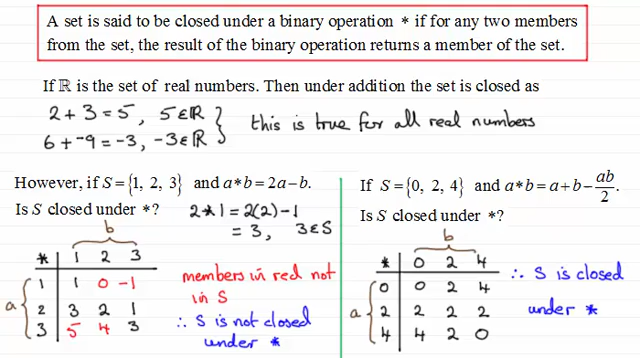 A set is said to be closed under a binary operation * if for any two members
from the set, the result of the binary operation returns a member of the set.
If ℝ is the set of real numbers. Then under addition the set is closed as
2 + 3 = 5, 5 ∈ ℝ
6 + ⁻9 = -3, -3 ∈ ℝ
this is true for all real numbers
However, if S = {1, 2, 3} and a*b = 2a – b.
Is S closed under *?
2 * 1 = 2(2) - 1
= 3, 3 ∈ S
b
* 1 2 3
a
1 1 0 -1
2 3 2 1
3 5 4 3
members in red not
in S
∴ S is not closed
under *
If S = {0, 2, 4} and a*b = a + b – ab/2.
Is S closed under *?
b
* 0 2 4
a
0 0 2 4
2 2 2 2
4 4 2 0
∴ S is closed
under *